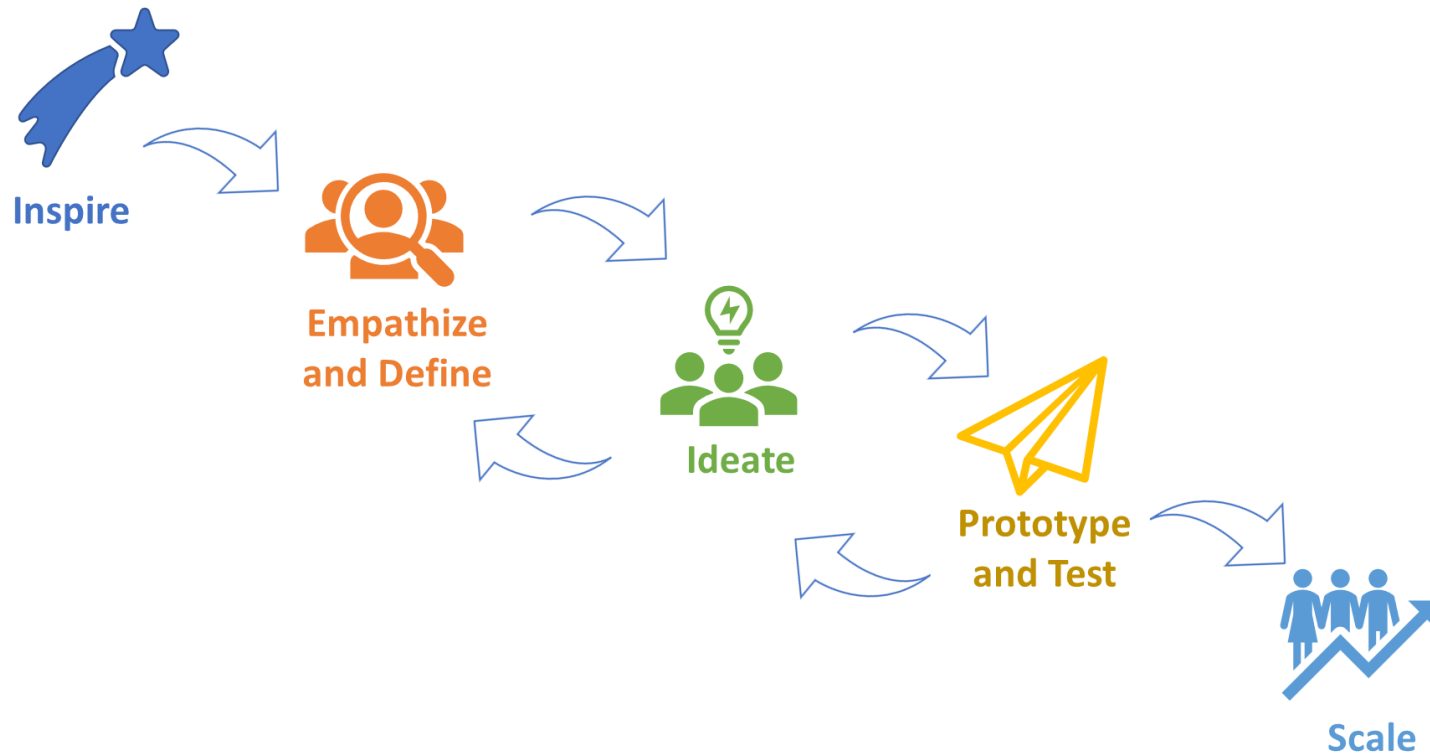 Inspire
Empathize
and Define
Ideate
Prototype
and Test
Scale